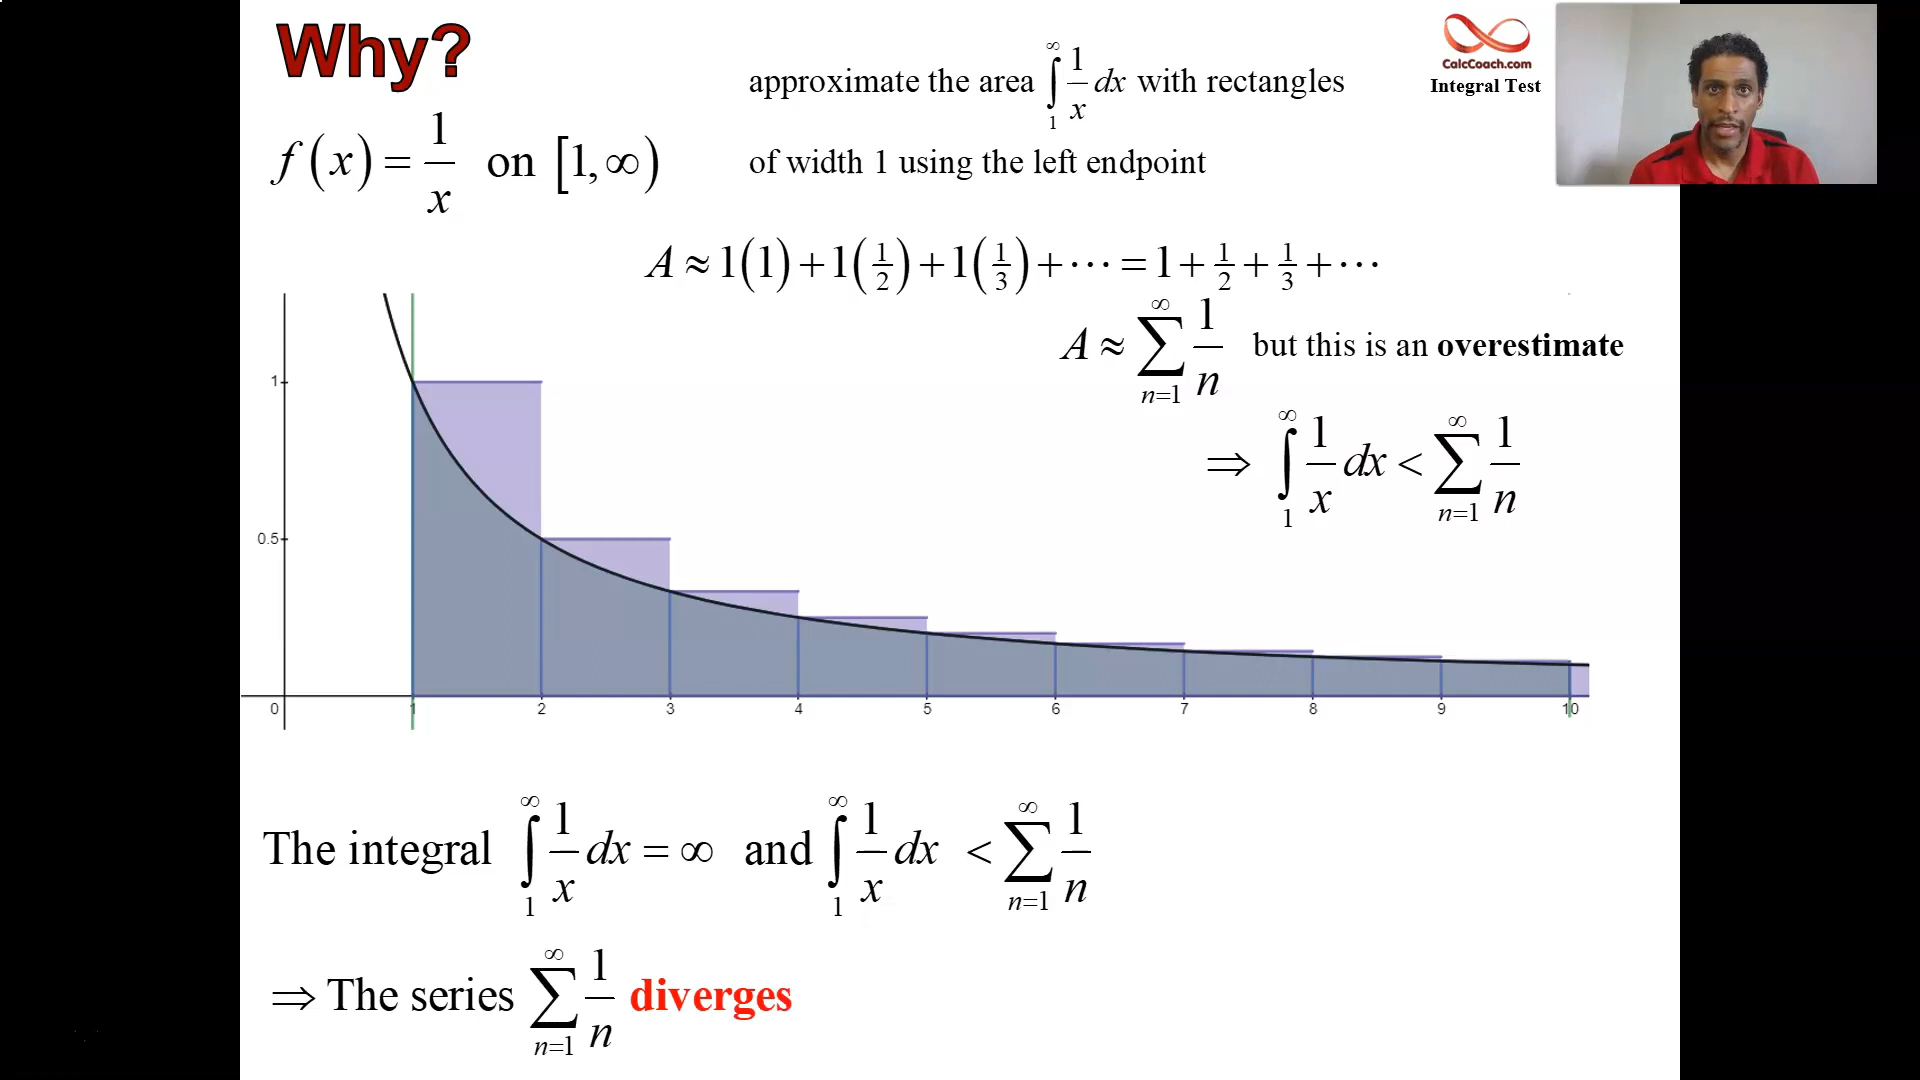 Why?
f(x) = 1/x on [1, ∞)
approximate the area ∫₁^∞ 1/x dx with rectangles
of width 1 using the left endpoint
CalcCoach.com
Integral Test
A ≈ 1(1) + 1(1/2) + 1(1/3) + ⋯ = 1 + 1/2 + 1/3 + ⋯
A ≈ ∑_{n=1}^∞ 1/n but this is an overestimate
⇒ ∫₁^∞ 1/x dx < ∑_{n=1}^∞ 1/n
1
0.5
0 1 2 3 4 5 6 7 8 9 10
The integral ∫₁^∞ 1/x dx = ∞ and ∫₁^∞ 1/x dx < ∑_{n=1}^∞ 1/n
⇒ The series ∑_{n=1}^∞ 1/n diverges